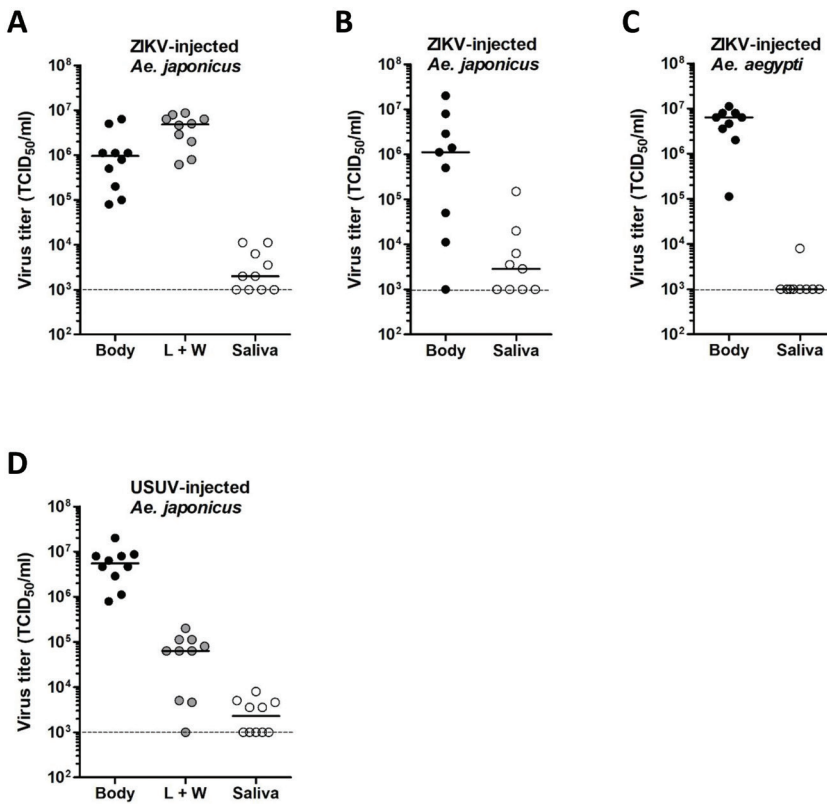 A
ZIKV-injected
Ae. japonicus
Virus titer (TCID50/ml)
10^8
10^7
10^6
10^5
10^4
10^3
10^2
Body L + W Saliva
B
ZIKV-injected
Ae. japonicus
Virus titer (TCID50/ml)
10^8
10^7
10^6
10^5
10^4
10^3
10^2
Body Saliva
C
ZIKV-injected
Ae. aegypti
Virus titer (TCID50/ml)
10^8
10^7
10^6
10^5
10^4
10^3
10^2
Body Saliva
D
USUV-injected
Ae. japonicus
Virus titer (TCID50/ml)
10^8
10^7
10^6
10^5
10^4
10^3
10^2
Body L + W Saliva